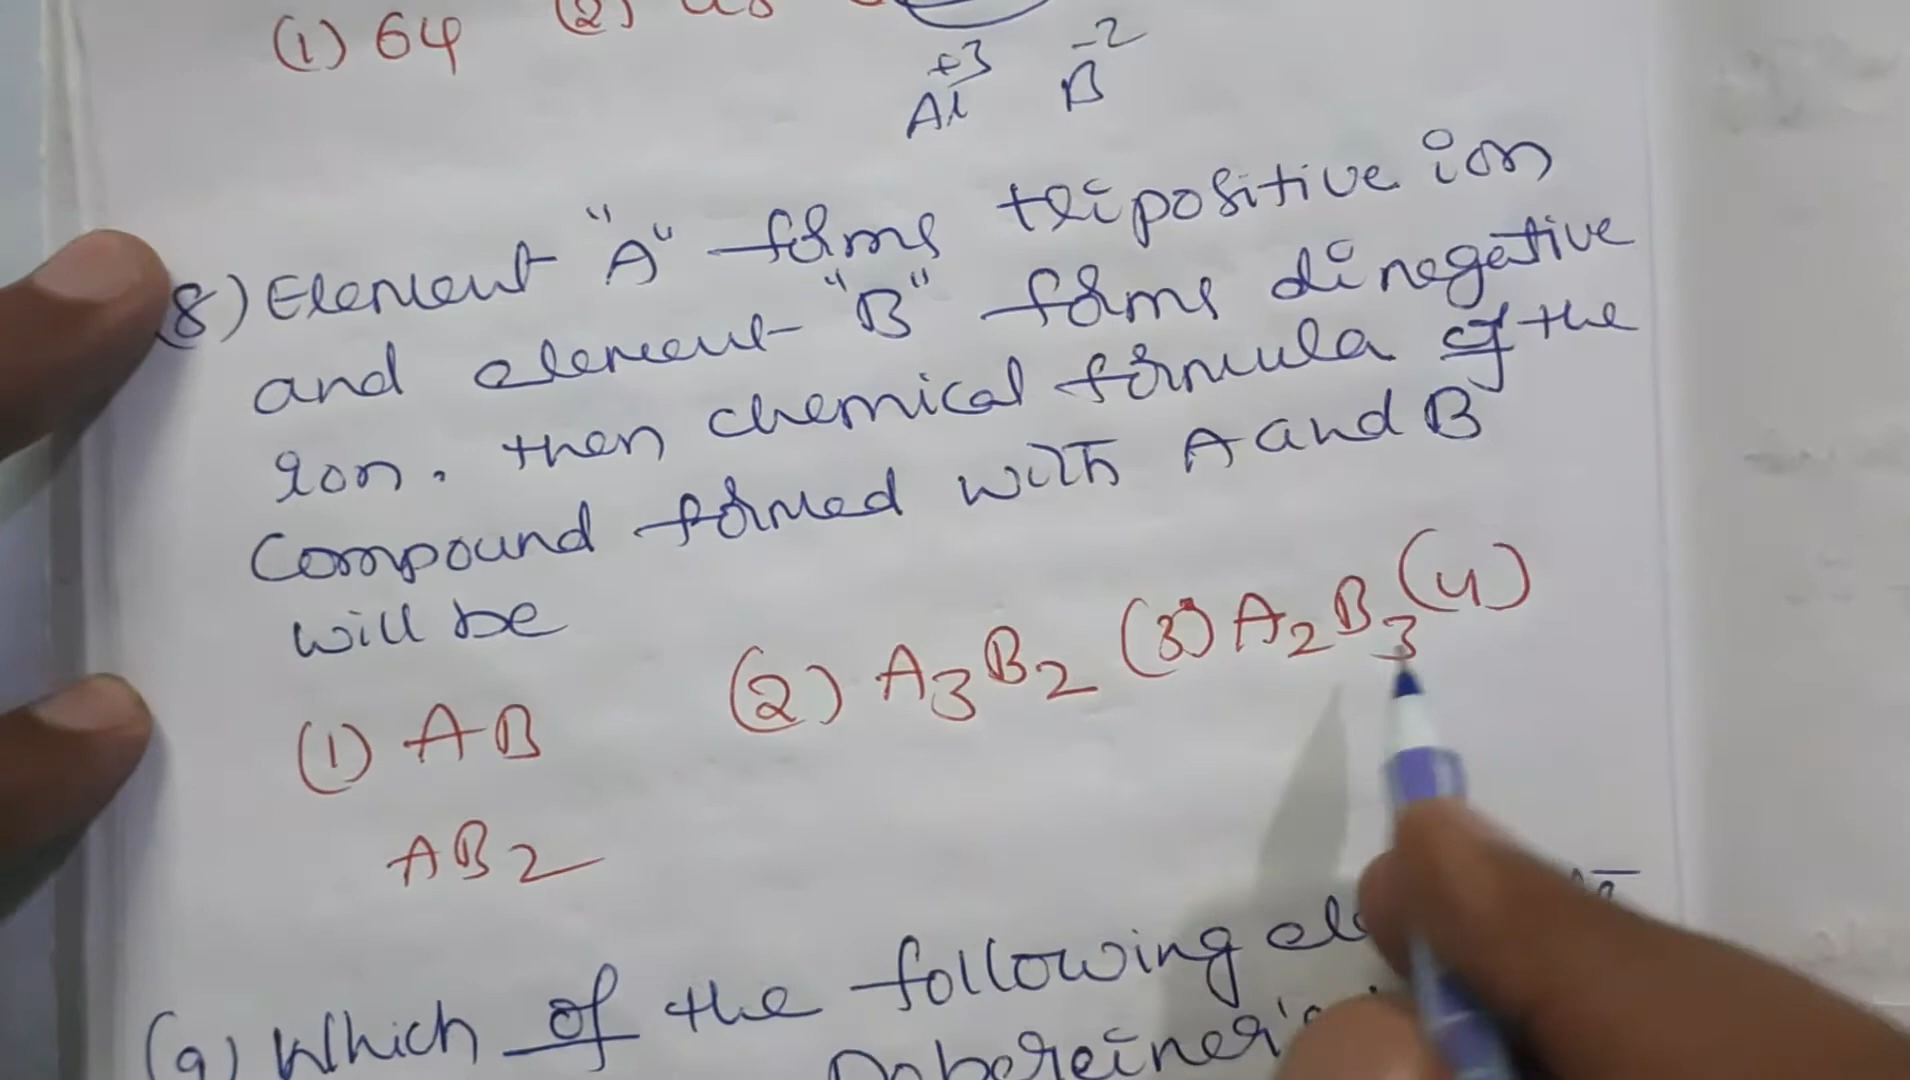 (1) 64 (2)
+3 -2
Al B
8) Element "A" forms tripositive ion
and element "B" forms dinegative
ion. then chemical formula of the
Compound formed with A and B
will be
(1) AB (2) A3B2 (3) A2B3 (4)
AB2
(9) Which of the following
Dobereiner's